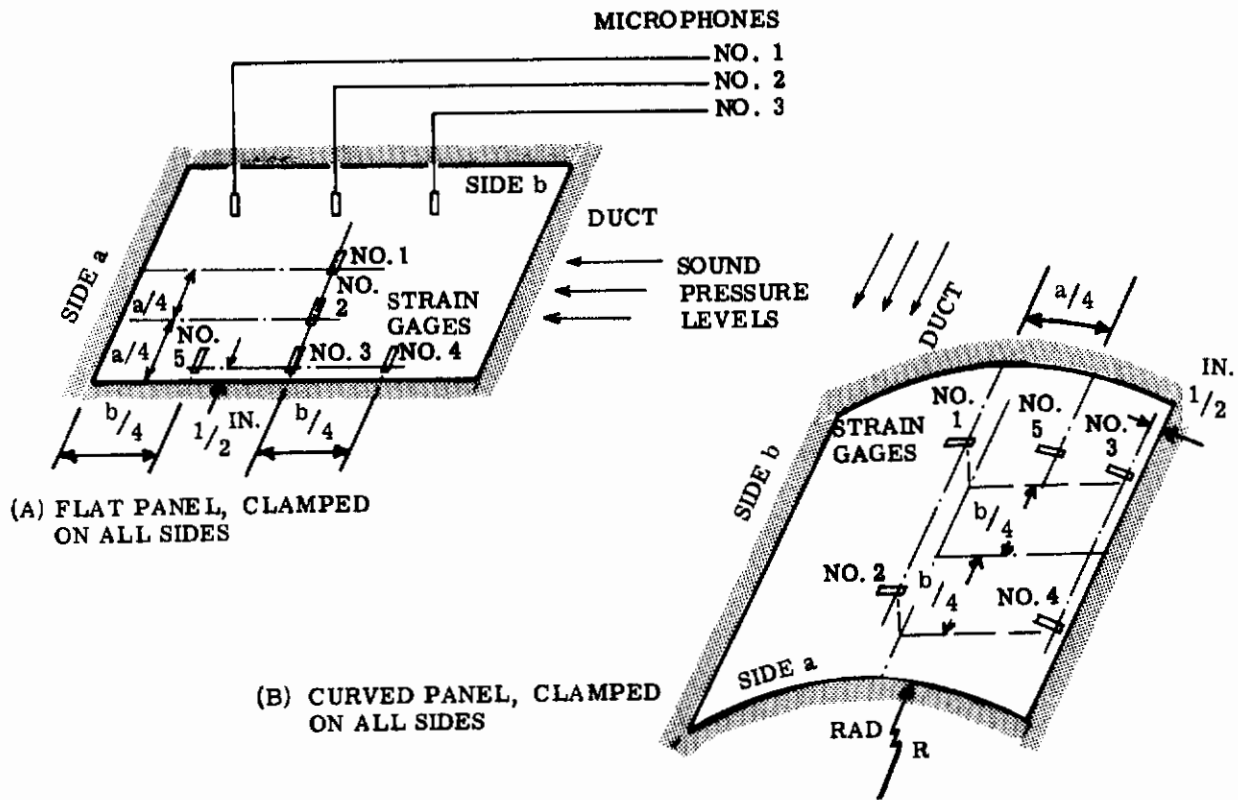 MICROPHONES
NO. 1
NO. 2
NO. 3
SIDE b
SIDE a
DUCT
SOUND
PRESSURE
LEVELS
NO. 1
NO.
2
STRAIN
GAGES
a/4
a/4
NO.
5
NO. 3
NO. 4
b/4
1/2
IN.
b/4
(A) FLAT PANEL, CLAMPED
ON ALL SIDES
DUCT
a/4
IN.
1/2
NO.
1
NO.
5
NO.
3
STRAIN
GAGES
SIDE b
b/4
NO. 2
b/4
NO. 4
SIDE a
(B) CURVED PANEL, CLAMPED
ON ALL SIDES
RAD
R